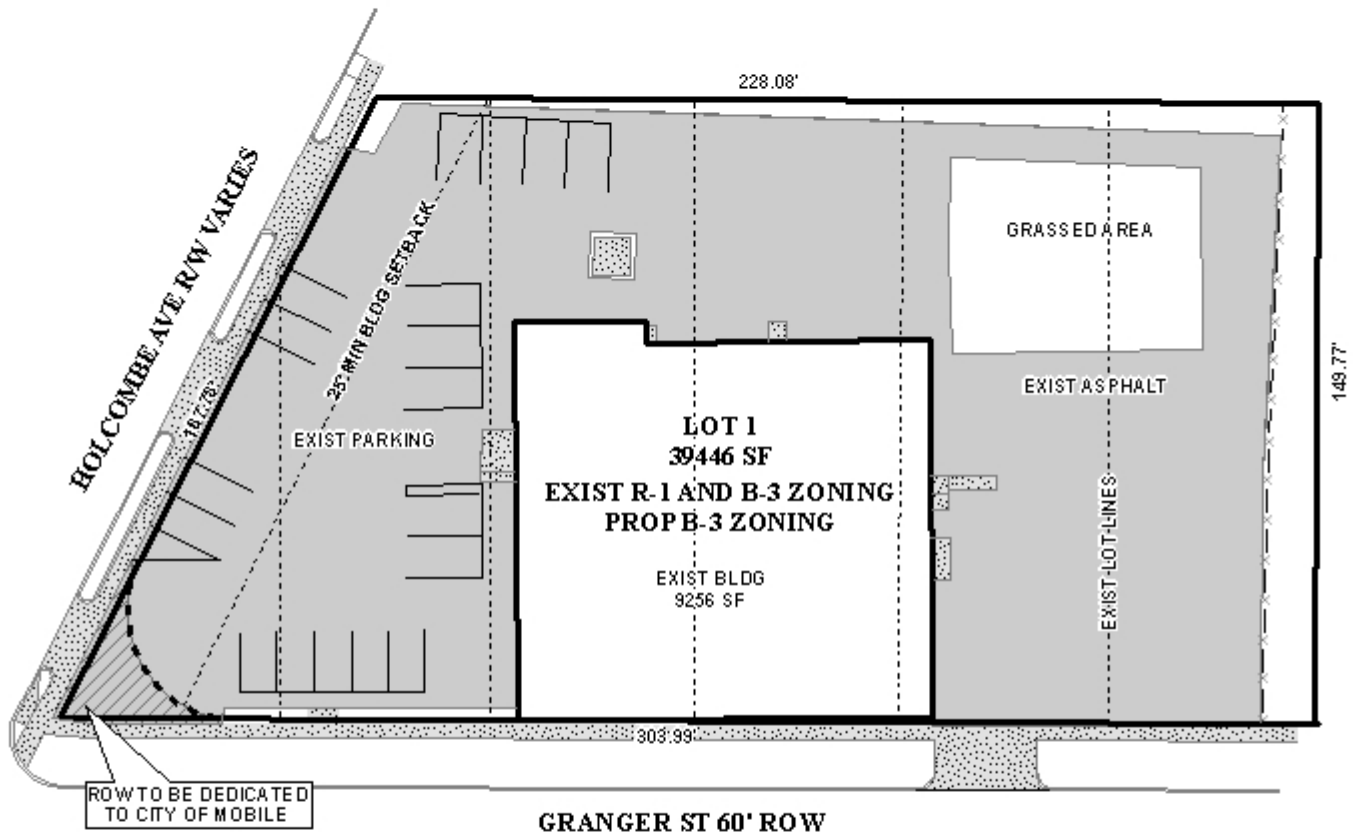 228.08'
HOLCOMBE AVE R/W VARIES
187.78'
25' MIN BLDG SETBACK
GRASSED AREA
149.77'
EXIST ASPHALT
EXIST PARKING
LOT 1
39446 SF
EXIST R-1 AND B-3 ZONING
PROP B-3 ZONING
EXIST BLDG
9256 SF
EXIST LOT LINES
303.99
ROW TO BE DEDICATED
TO CITY OF MOBILE
GRANGER ST 60' ROW